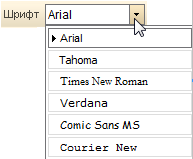 Шрифт Arial
Arial
Tahoma
Times New Roman
Verdana
Comic Sans MS
Courier New